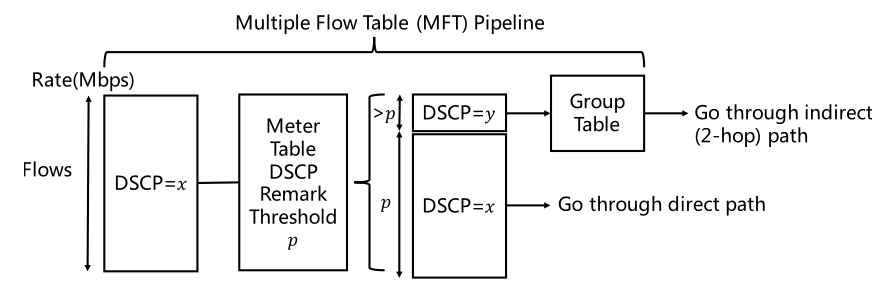 Multiple Flow Table (MFT) Pipeline
Rate(Mbps)
Flows
DSCP=x
Meter
Table
DSCP
Remark
Threshold
p
>p
p
DSCP=y
DSCP=x
Group
Table
Go through indirect
(2-hop) path
Go through direct path